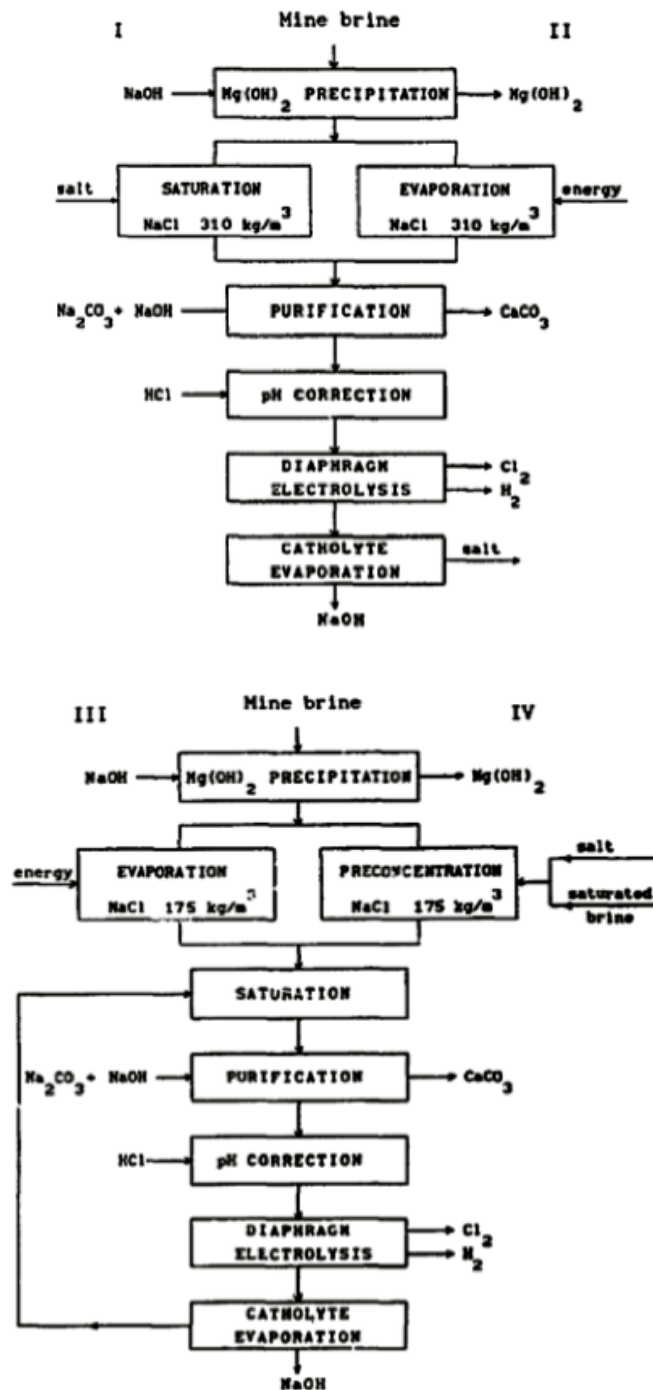 I Mine brine II
NaOH Mg(OH)2 PRECIPITATION Mg(OH)2
salt SATURATION EVAPORATION energy
NaCl 310 kg/m3 NaCl 310 kg/m3
Na2CO3+ NaOH PURIFICATION CaCO3
HCl pH CORRECTION
DIAPHRAGM Cl2
ELECTROLYSIS H2
CATHOLYTE salt
EVAPORATION
NaOH
III Mine brine IV
NaOH Mg(OH)2 PRECIPITATION Mg(OH)2
energy EVAPORATION PRECONCENTRATION salt
NaCl 175 kg/m3 NaCl 175 kg/m3 saturated
brine
SATURATION
Na2CO3+ NaOH PURIFICATION CaCO3
HCl pH CORRECTION
DIAPHRAGM Cl2
ELECTROLYSIS H2
CATHOLYTE
EVAPORATION
NaOH